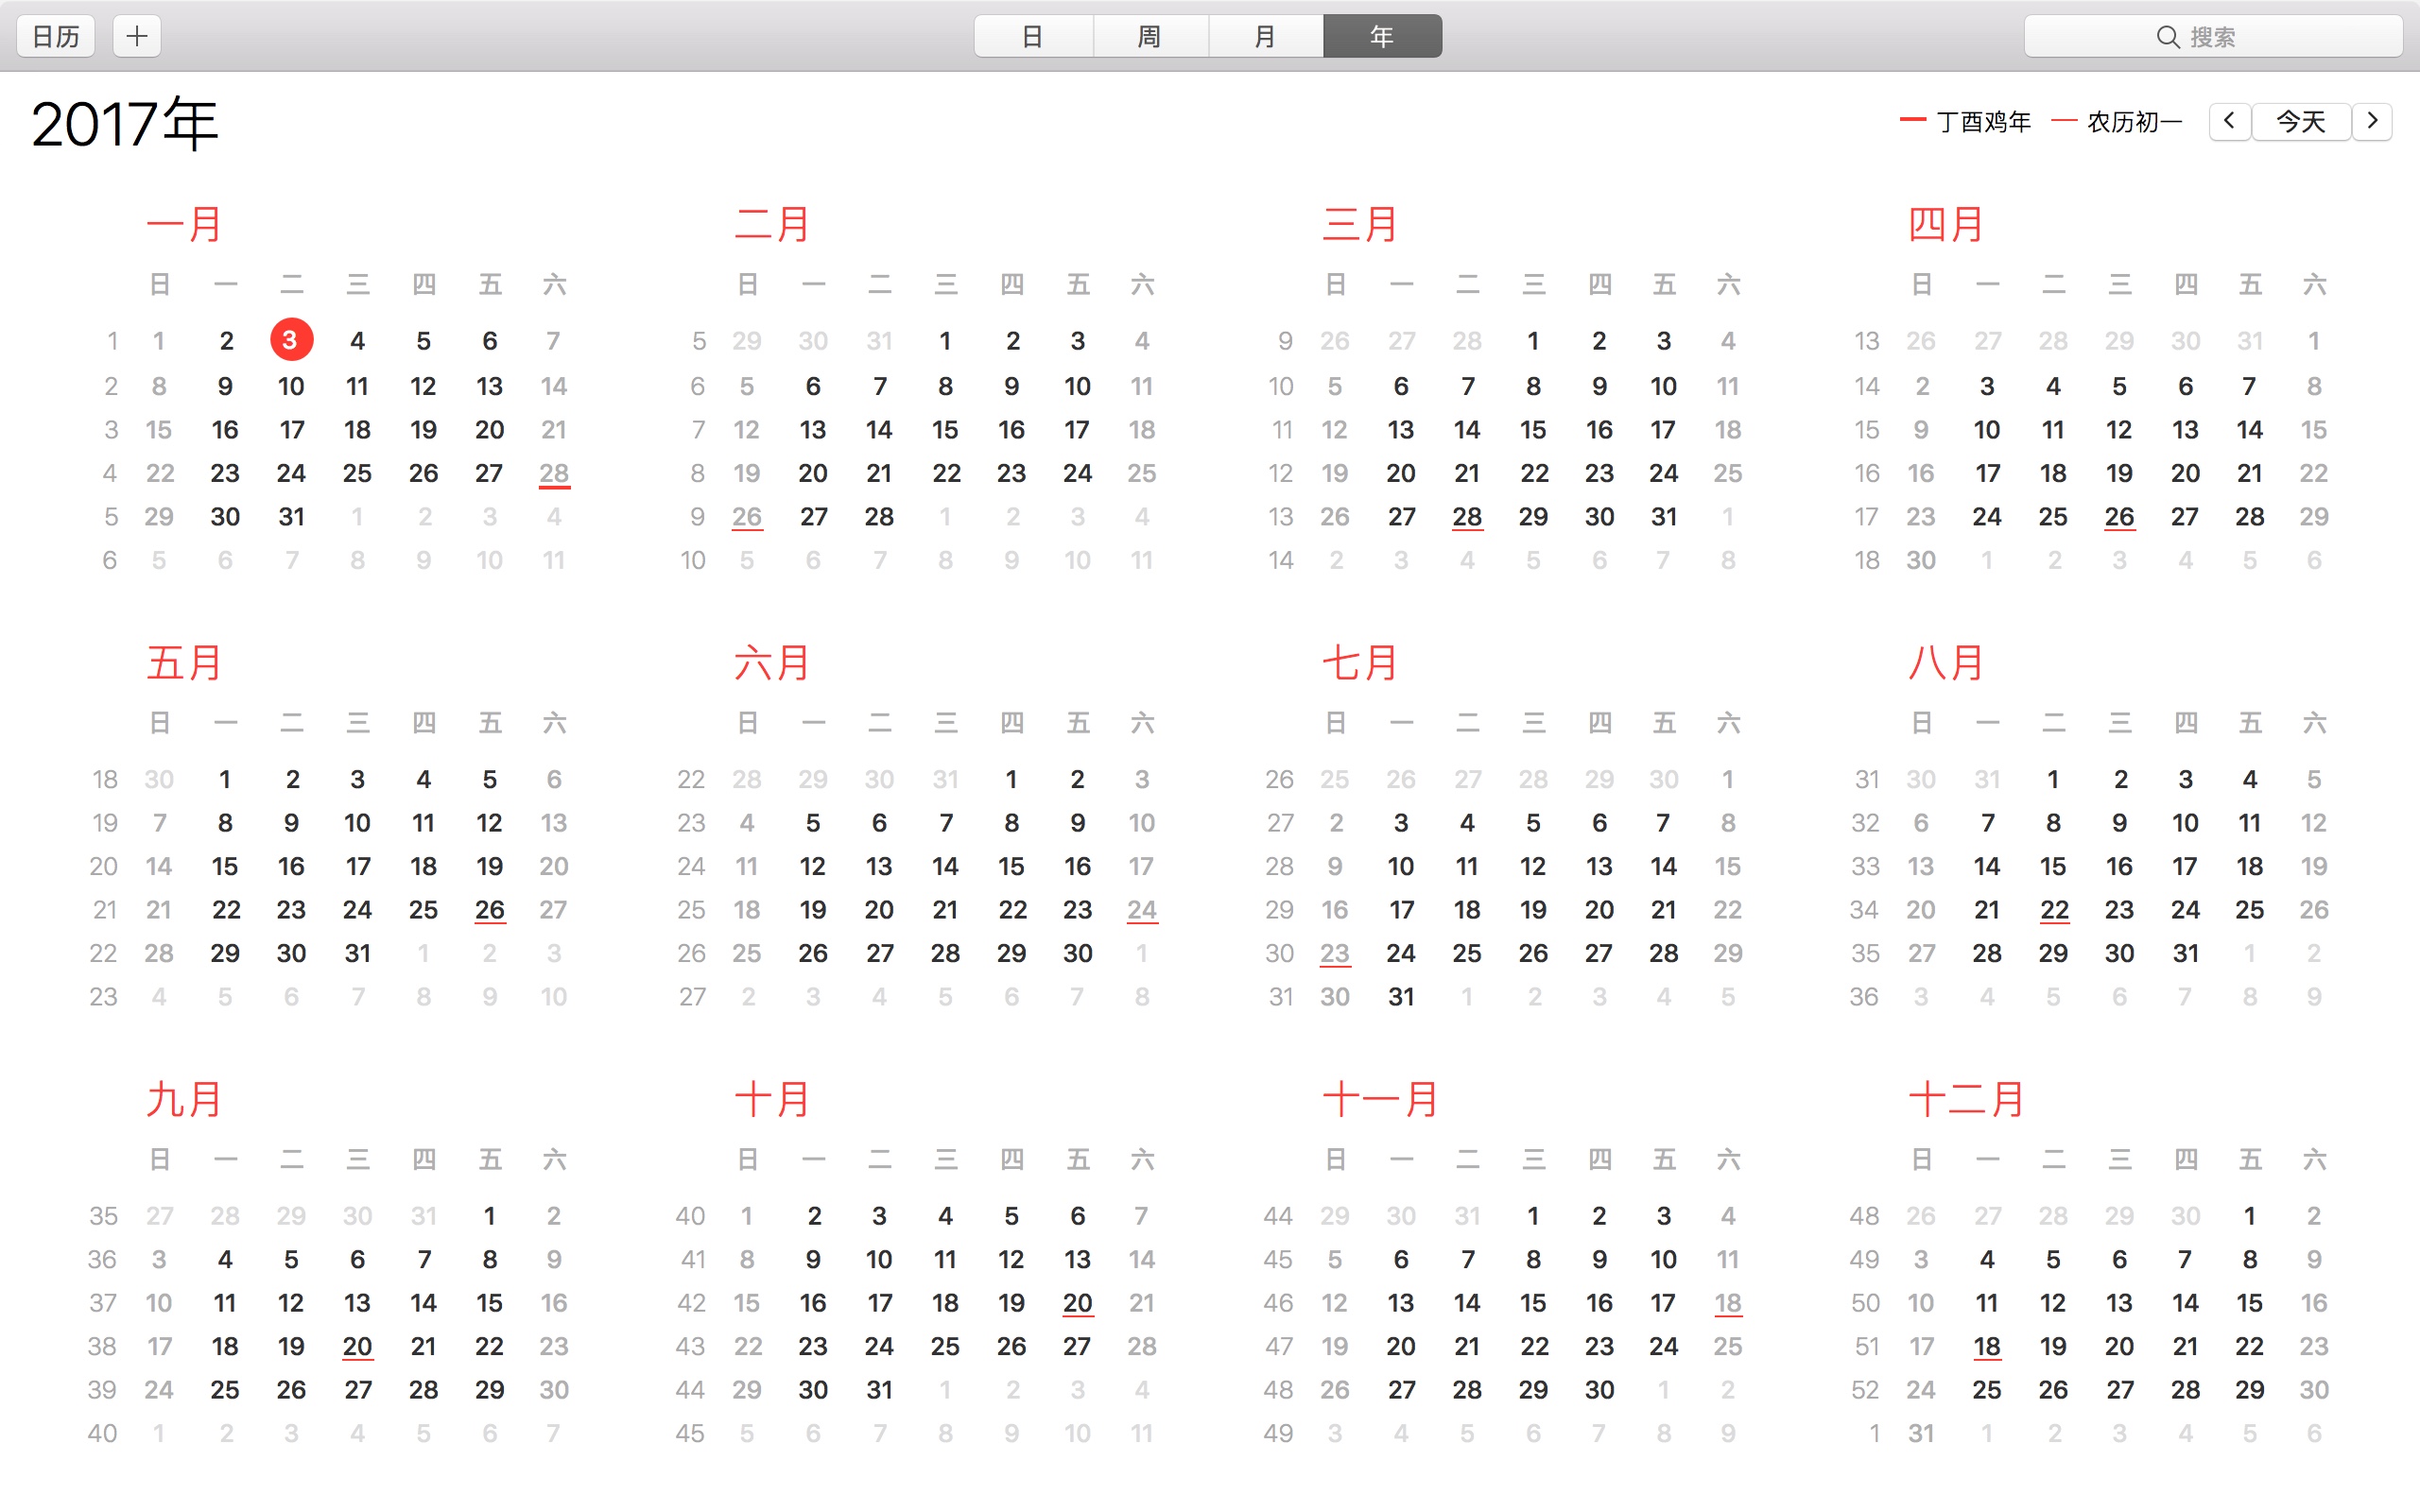 日历 + 日 周 月 年 搜索
2017年 丁酉鸡年 农历初一 今天
一月 二月 三月 四月
日 一 二 三 四 五 六 日 一 二 三 四 五 六 日 一 二 三 四 五 六 日 一 二 三 四 五 六
1 1 2 3 4 5 6 7 5 29 30 31 1 2 3 4 9 26 27 28 1 2 3 4 13 26 27 28 29 30 31 1
2 8 9 10 11 12 13 14 6 5 6 7 8 9 10 11 10 5 6 7 8 9 10 11 14 2 3 4 5 6 7 8
3 15 16 17 18 19 20 21 7 12 13 14 15 16 17 18 11 12 13 14 15 16 17 18 15 9 10 11 12 13 14 15
4 22 23 24 25 26 27 28 8 19 20 21 22 23 24 25 12 19 20 21 22 23 24 25 16 16 17 18 19 20 21 22
5 29 30 31 1 2 3 4 9 26 27 28 1 2 3 4 13 26 27 28 29 30 31 1 17 23 24 25 26 27 28 29
6 5 6 7 8 9 10 11 10 5 6 7 8 9 10 11 14 2 3 4 5 6 7 8 18 30 1 2 3 4 5 6
五月 六月 七月 八月
日 一 二 三 四 五 六 日 一 二 三 四 五 六 日 一 二 三 四 五 六 日 一 二 三 四 五 六
18 30 1 2 3 4 5 6 22 28 29 30 31 1 2 3 26 25 26 27 28 29 30 1 31 30 31 1 2 3 4 5
19 7 8 9 10 11 12 13 23 4 5 6 7 8 9 10 27 2 3 4 5 6 7 8 32 6 7 8 9 10 11 12
20 14 15 16 17 18 19 20 24 11 12 13 14 15 16 17 28 9 10 11 12 13 14 15 33 13 14 15 16 17 18 19
21 21 22 23 24 25 26 27 25 18 19 20 21 22 23 24 29 16 17 18 19 20 21 22 34 20 21 22 23 24 25 26
22 28 29 30 31 1 2 3 26 25 26 27 28 29 30 1 30 23 24 25 26 27 28 29 35 27 28 29 30 31 1 2
23 4 5 6 7 8 9 10 27 2 3 4 5 6 7 8 31 30 31 1 2 3 4 5 36 3 4 5 6 7 8 9
九月 十月 十一月 十二月
日 一 二 三 四 五 六 日 一 二 三 四 五 六 日 一 二 三 四 五 六 日 一 二 三 四 五 六
35 27 28 29 30 31 1 2 40 1 2 3 4 5 6 7 44 29 30 31 1 2 3 4 48 26 27 28 29 30 1 2
36 3 4 5 6 7 8 9 41 8 9 10 11 12 13 14 45 5 6 7 8 9 10 11 49 3 4 5 6 7 8 9
37 10 11 12 13 14 15 16 42 15 16 17 18 19 20 21 46 12 13 14 15 16 17 18 50 10 11 12 13 14 15 16
38 17 18 19 20 21 22 23 43 22 23 24 25 26 27 28 47 19 20 21 22 23 24 25 51 17 18 19 20 21 22 23
39 24 25 26 27 28 29 30 44 29 30 31 1 2 3 4 48 26 27 28 29 30 1 2 52 24 25 26 27 28 29 30
40 1 2 3 4 5 6 7 45 5 6 7 8 9 10 11 49 3 4 5 6 7 8 9 1 31 1 2 3 4 5 6